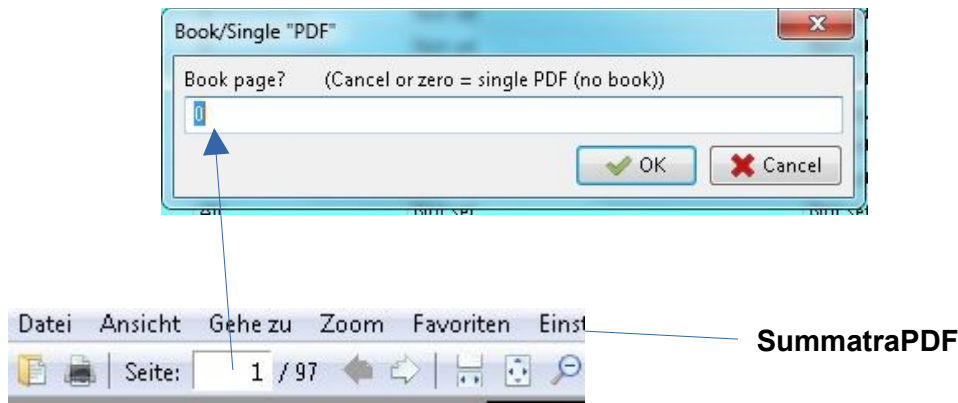 Book/Single "PDF"
Book page? (Cancel or zero = single PDF (no book))
0
OK Cancel
Datei Ansicht Gehe zu Zoom Favoriten Einst
SummatraPDF
Seite: 1 / 97